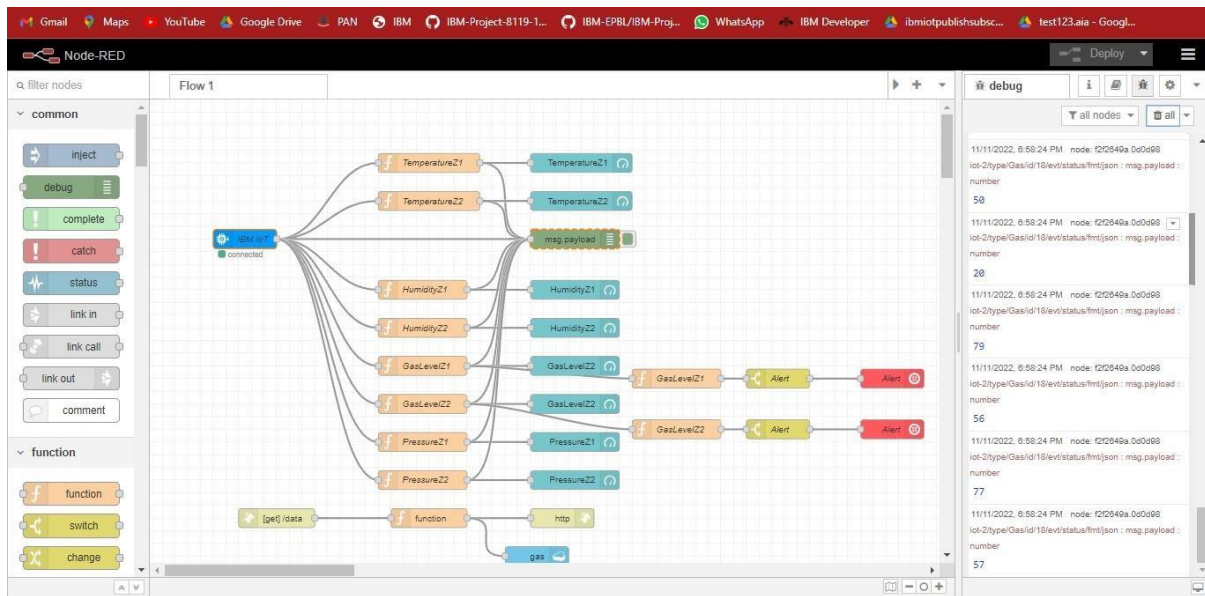 Gmail Maps YouTube Google Drive PAN IBM IBM-Project-8119-1... IBM-EPBL/IBM-Proj... WhatsApp IBM Developer ibmiotpublishsubsc... test123.aia - Googl...
Node-RED
Deploy
filter nodes
Flow 1
debug
i
all nodes
all
common
inject
debug
complete
catch
status
link in
link call
link out
comment
function
function
switch
change
TemperatureZ1 TemperatureZ1
TemperatureZ2 TemperatureZ2
IBM IoT
connected
msg.payload
HumidityZ1 HumidityZ1
HumidityZ2 HumidityZ2
GasLevelZ1 GasLevelZ2
GasLevelZ1 Alert Alert
GasLevelZ2 GasLevelZ2
GasLevelZ2 Alert Alert
PressureZ1 PressureZ1
PressureZ2 PressureZ2
[get] /data function http
gas
11/11/2022, 6:58:24 PM node: f2f2649a.0d0d98
iot-2/type/Gas/id/18/evt/status/fmt/json : msg.payload :
number
50
11/11/2022, 6:58:24 PM node: f2f2649a.0d0d98
iot-2/type/Gas/id/18/evt/status/fmt/json : msg.payload :
number
20
11/11/2022, 6:58:24 PM node: f2f2649a.0d0d98
iot-2/type/Gas/id/18/evt/status/fmt/json : msg.payload :
number
79
11/11/2022, 6:58:24 PM node: f2f2649a.0d0d98
iot-2/type/Gas/id/18/evt/status/fmt/json : msg.payload :
number
56
11/11/2022, 6:58:24 PM node: f2f2649a.0d0d98
iot-2/type/Gas/id/18/evt/status/fmt/json : msg.payload :
number
77
11/11/2022, 6:58:24 PM node: f2f2649a.0d0d98
iot-2/type/Gas/id/18/evt/status/fmt/json : msg.payload :
number
57